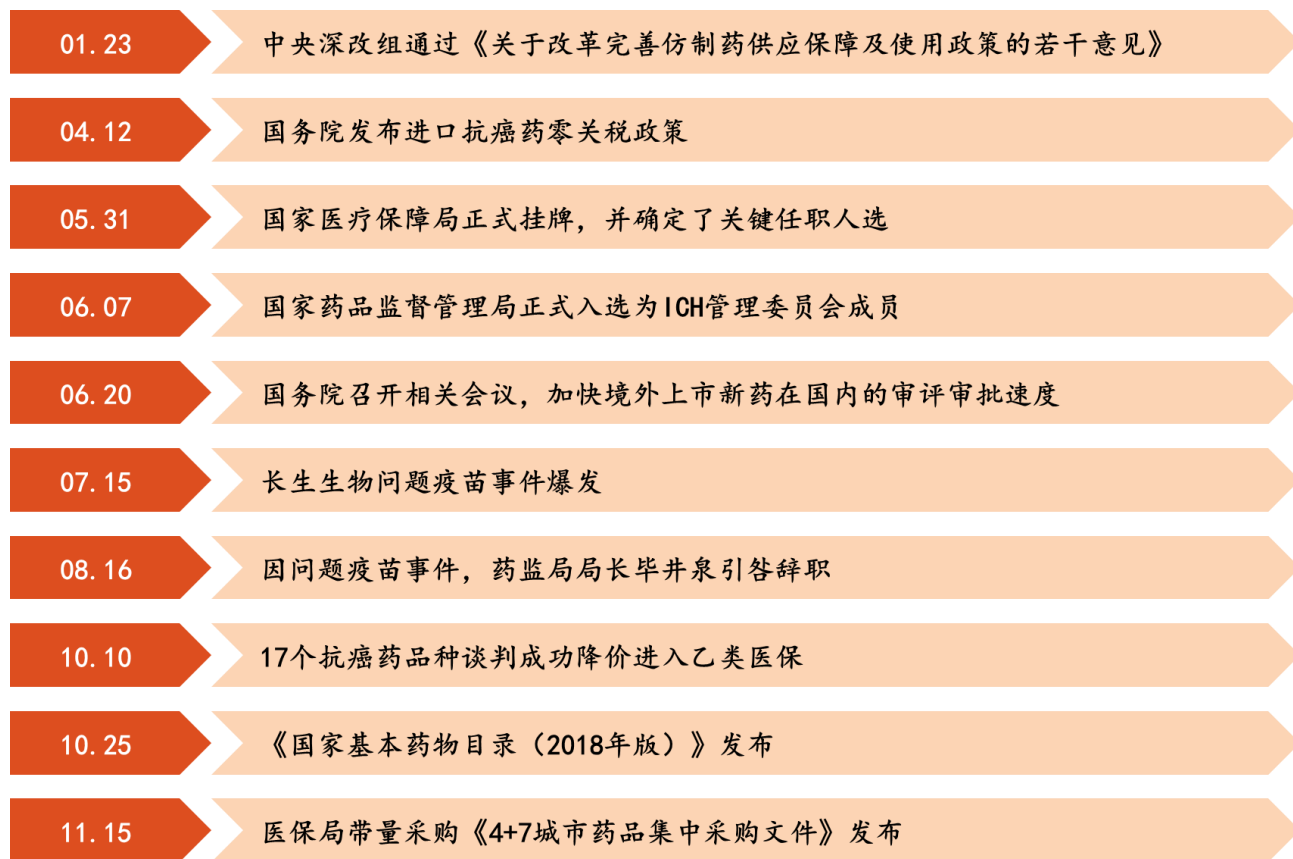 01.23 中央深改组通过《关于改革完善仿制药供应保障及使用政策的若干意见》
04.12 国务院发布进口抗癌药零关税政策
05.31 国家医疗保障局正式挂牌，并确定了关键任职人选
06.07 国家药品监督管理局正式入选为ICH管理委员会成员
06.20 国务院召开相关会议，加快境外上市新药在国内的审评审批速度
07.15 长生生物问题疫苗事件爆发
08.16 因问题疫苗事件，药监局局长毕井泉引咎辞职
10.10 17个抗癌药品种谈判成功降价进入乙类医保
10.25 《国家基本药物目录（2018年版）》发布
11.15 医保局带量采购《4+7城市药品集中采购文件》发布